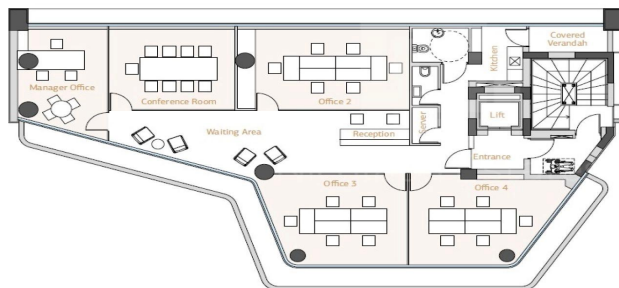 Covered
Verandah
Kitchen
Manager Office
Conference Room
Office 2
Lift
Server
Waiting Area
Reception
Entrance
Office 3
Office 4